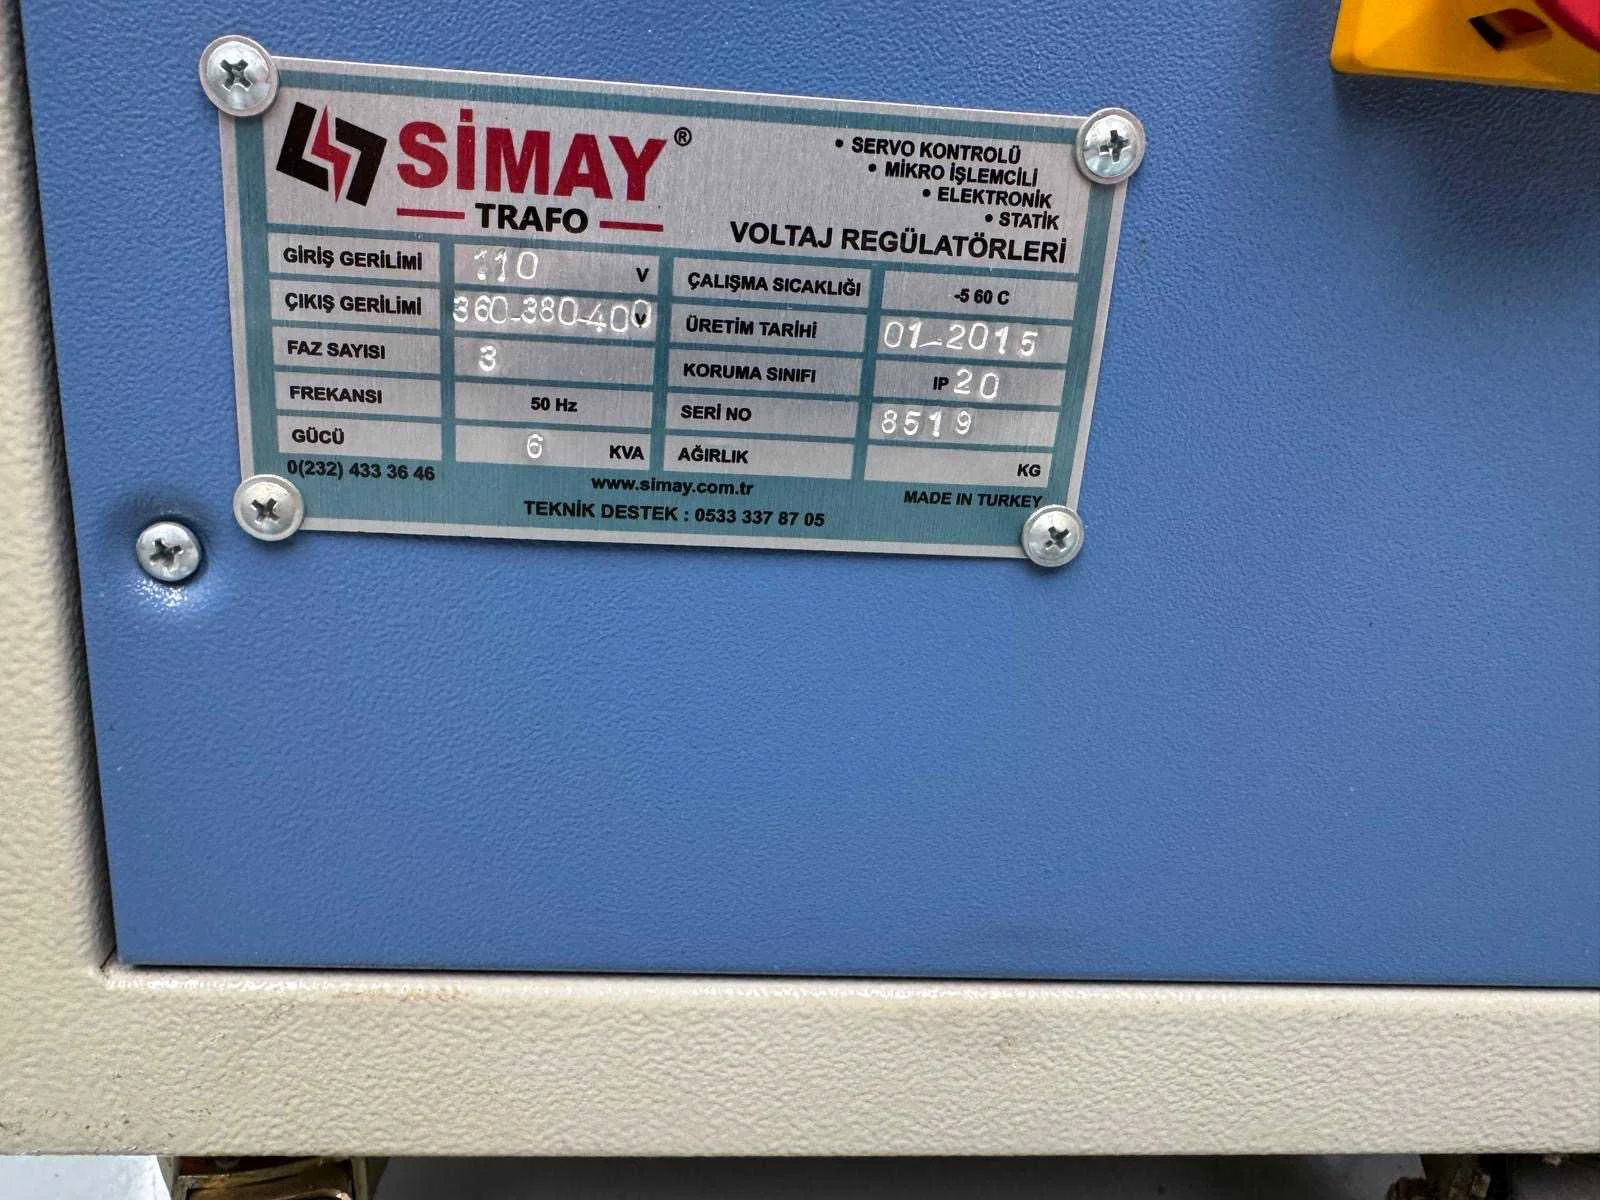 SİMAY ®
TRAFO
• SERVO KONTROLÜ
• MİKRO İŞLEMCİLİ
• ELEKTRONİK
• STATİK
VOLTAJ REGÜLATÖRLERİ
GİRİŞ GERİLİMİ 110 V
ÇIKIŞ GERİLİMİ 360-380-400 V
FAZ SAYISI 3
FREKANSI 50 Hz
GÜCÜ 6 KVA
ÇALIŞMA SICAKLIĞI -5 60 C
ÜRETİM TARİHİ 01-2015
KORUMA SINIFI IP 20
SERİ NO 8519
AĞIRLIK KG
0(232) 433 36 46
www.simay.com.tr
MADE IN TURKEY
TEKNİK DESTEK : 0533 337 87 05